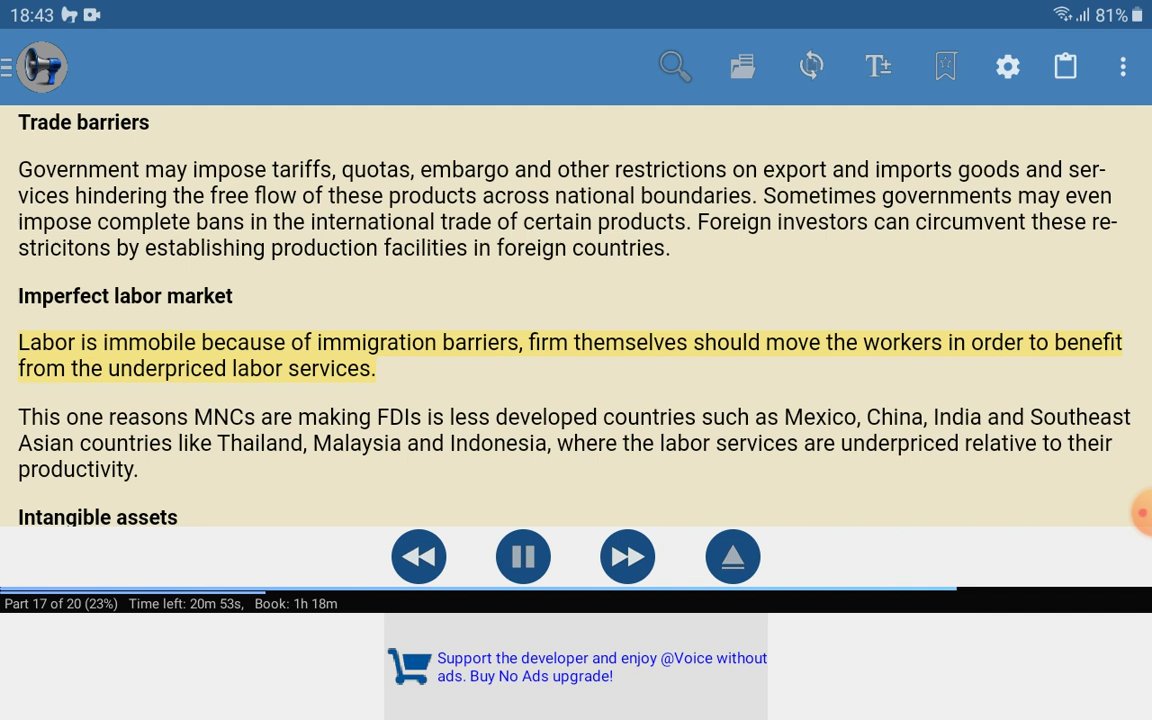 18:43 81%
T±
Trade barriers
Government may impose tariffs, quotas, embargo and other restrictions on export and imports goods and ser-
vices hindering the free flow of these products across national boundaries. Sometimes governments may even
impose complete bans in the international trade of certain products. Foreign investors can circumvent these re-
stricitons by establishing production facilities in foreign countries.
Imperfect labor market
Labor is immobile because of immigration barriers, firm themselves should move the workers in order to benefit
from the underpriced labor services.
This one reasons MNCs are making FDIs is less developed countries such as Mexico, China, India and Southeast
Asian countries like Thailand, Malaysia and Indonesia, where the labor services are underpriced relative to their
productivity.
Intangible assets
Part 17 of 20 (23%) Time left: 20m 53s, Book: 1h 18m
Support the developer and enjoy @Voice without
ads. Buy No Ads upgrade!